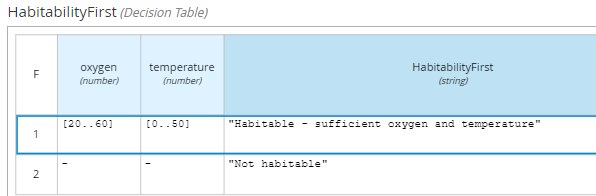 HabitabilityFirst (Decision Table)
F oxygen (number) temperature (number) HabitabilityFirst (string)
1 [20..60] [0..50] "Habitable - sufficient oxygen and temperature"
2 - - "Not habitable"